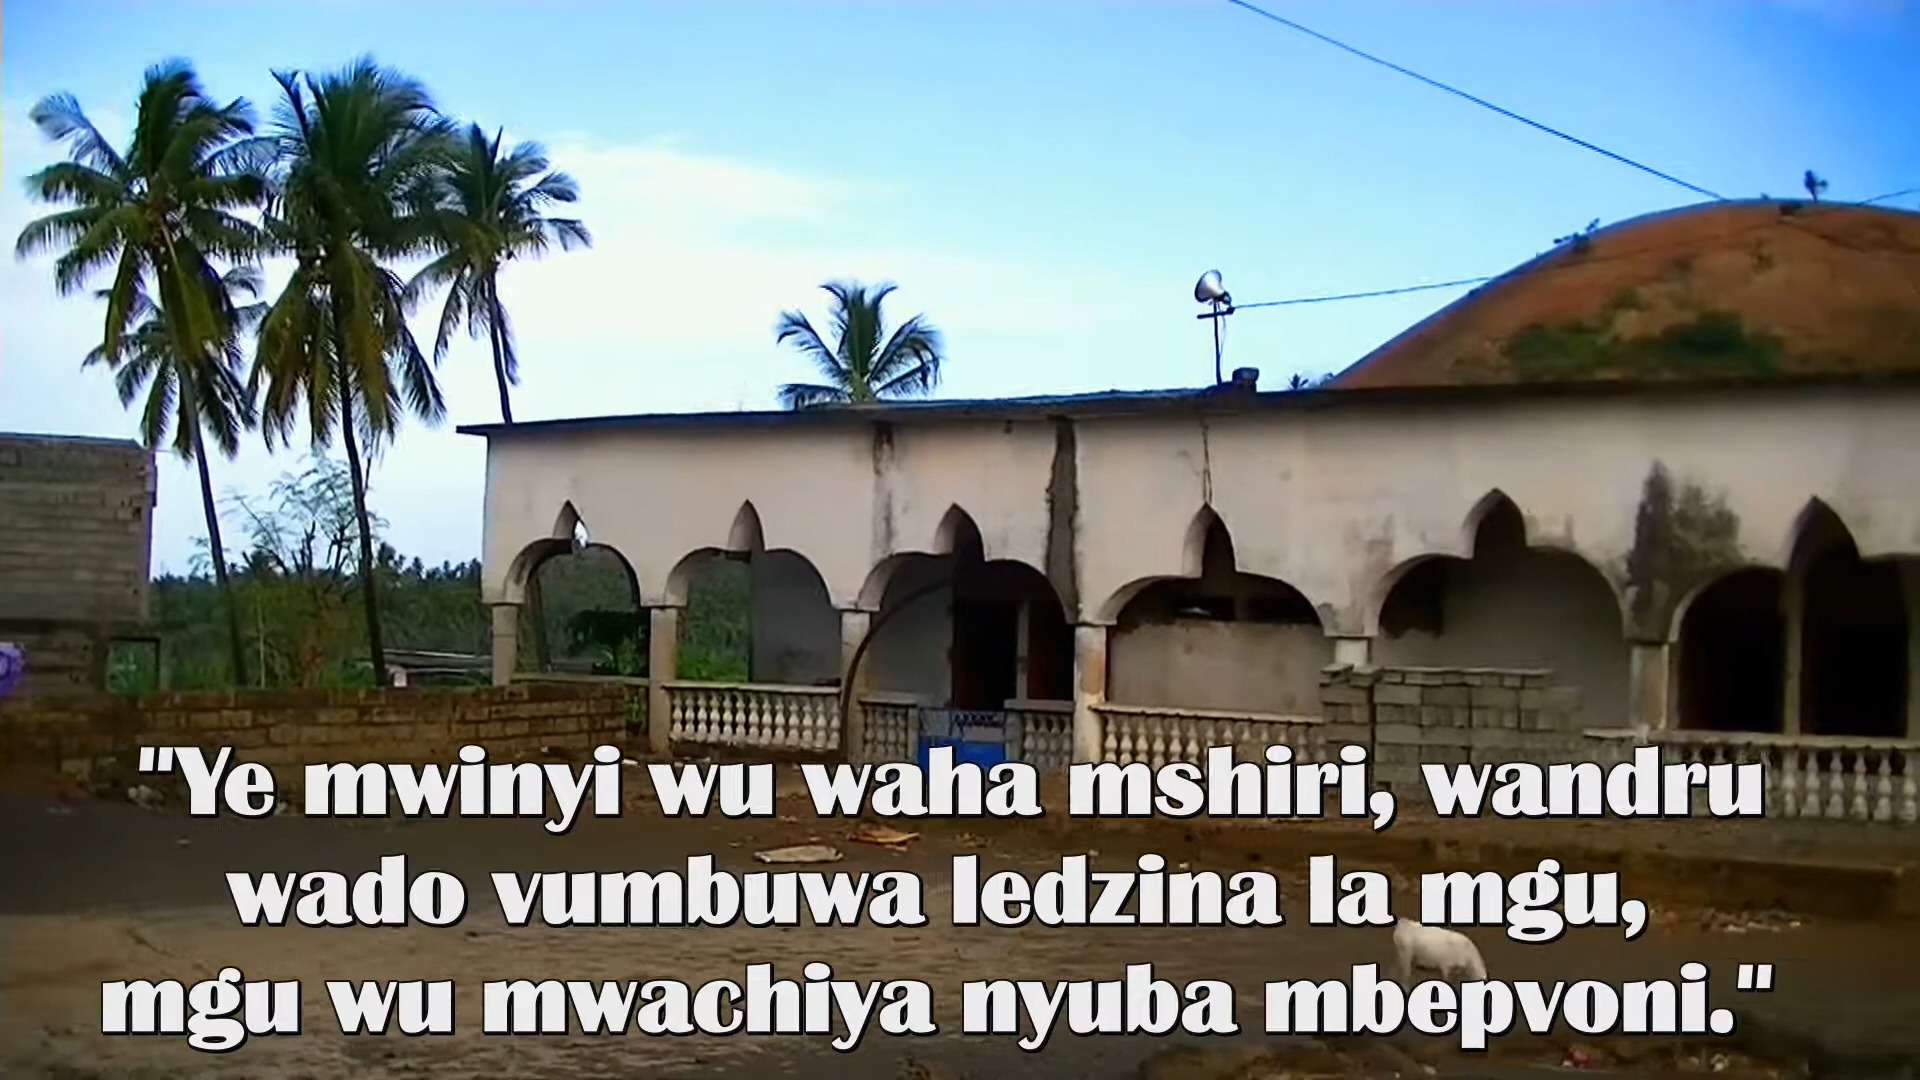 "Ye mwinyi wu waha mshiri, wandru
wado vumbuwa ledzina la mgu,
mgu wu mwachiya nyuba mbepvoni."